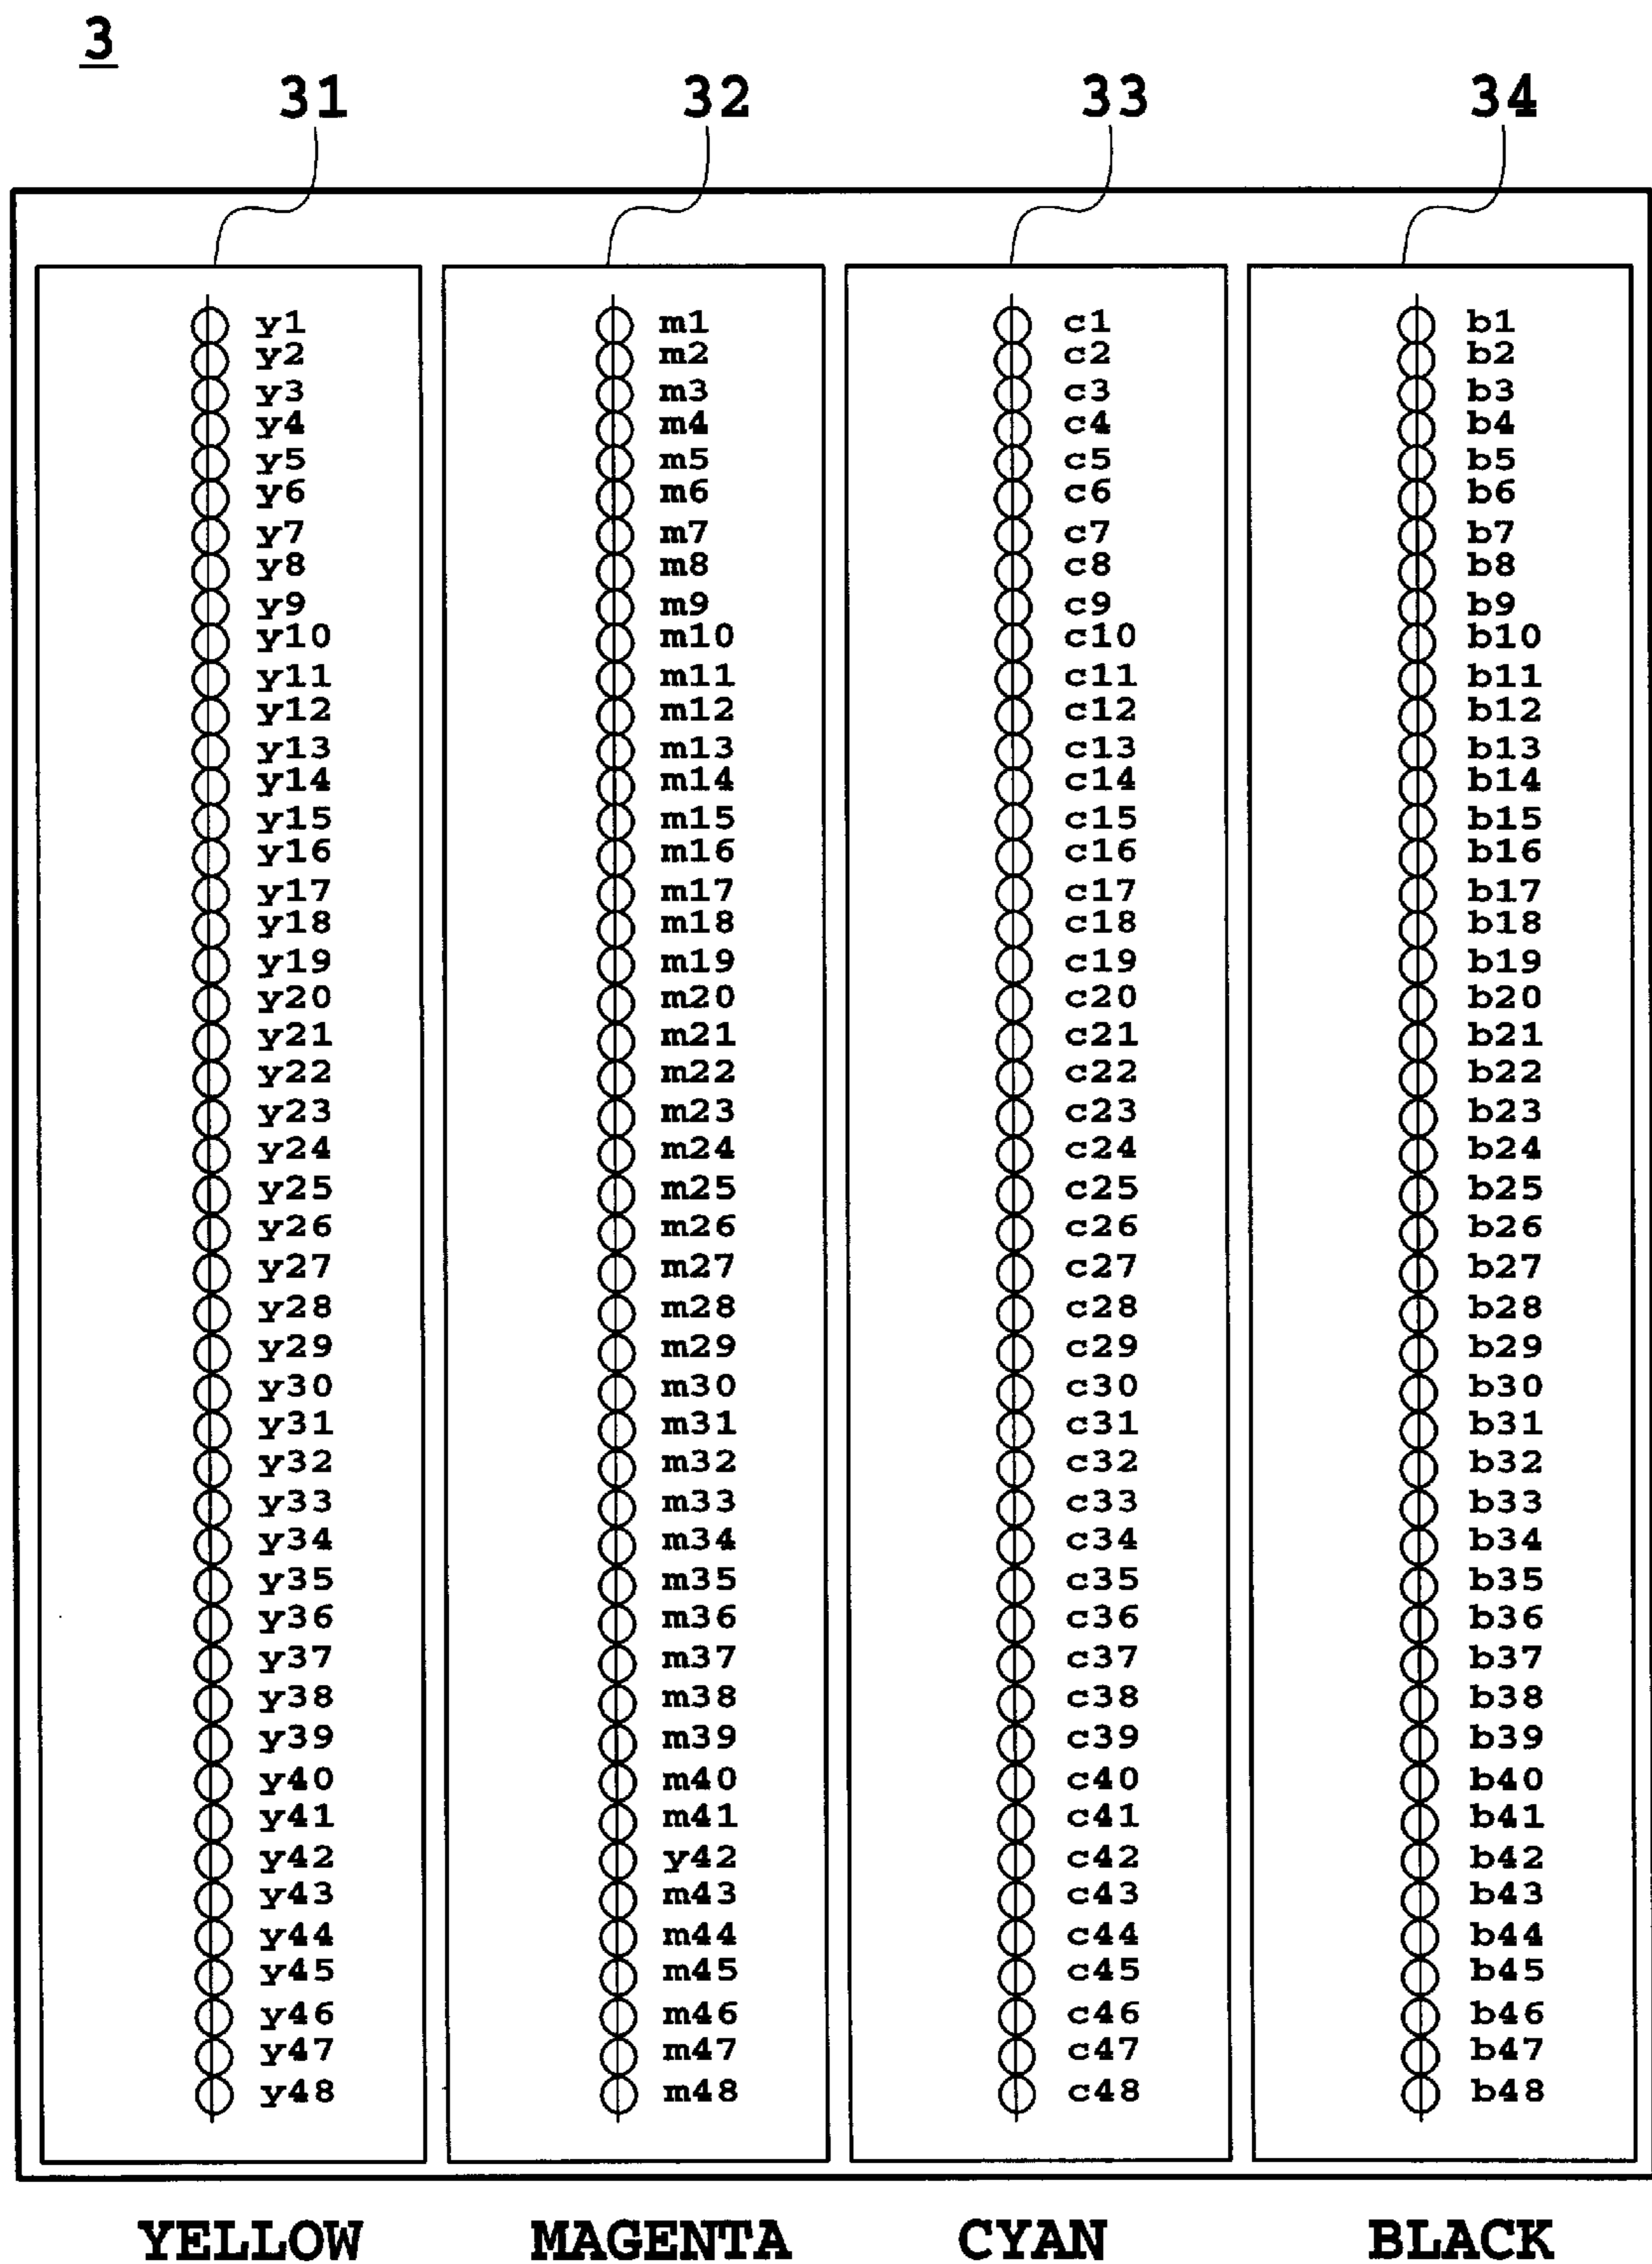 3
31 32 33 34
y1 m1 c1 b1
y2 m2 c2 b2
y3 m3 c3 b3
y4 m4 c4 b4
y5 m5 c5 b5
y6 m6 c6 b6
y7 m7 c7 b7
y8 m8 c8 b8
y9 m9 c9 b9
y10 m10 c10 b10
y11 m11 c11 b11
y12 m12 c12 b12
y13 m13 c13 b13
y14 m14 c14 b14
y15 m15 c15 b15
y16 m16 c16 b16
y17 m17 c17 b17
y18 m18 c18 b18
y19 m19 c19 b19
y20 m20 c20 b20
y21 m21 c21 b21
y22 m22 c22 b22
y23 m23 c23 b23
y24 m24 c24 b24
y25 m25 c25 b25
y26 m26 c26 b26
y27 m27 c27 b27
y28 m28 c28 b28
y29 m29 c29 b29
y30 m30 c30 b30
y31 m31 c31 b31
y32 m32 c32 b32
y33 m33 c33 b33
y34 m34 c34 b34
y35 m35 c35 b35
y36 m36 c36 b36
y37 m37 c37 b37
y38 m38 c38 b38
y39 m39 c39 b39
y40 m40 c40 b40
y41 m41 c41 b41
y42 y42 c42 b42
y43 m43 c43 b43
y44 m44 c44 b44
y45 m45 c45 b45
y46 m46 c46 b46
y47 m47 c47 b47
y48 m48 c48 b48
YELLOW MAGENTA CYAN BLACK